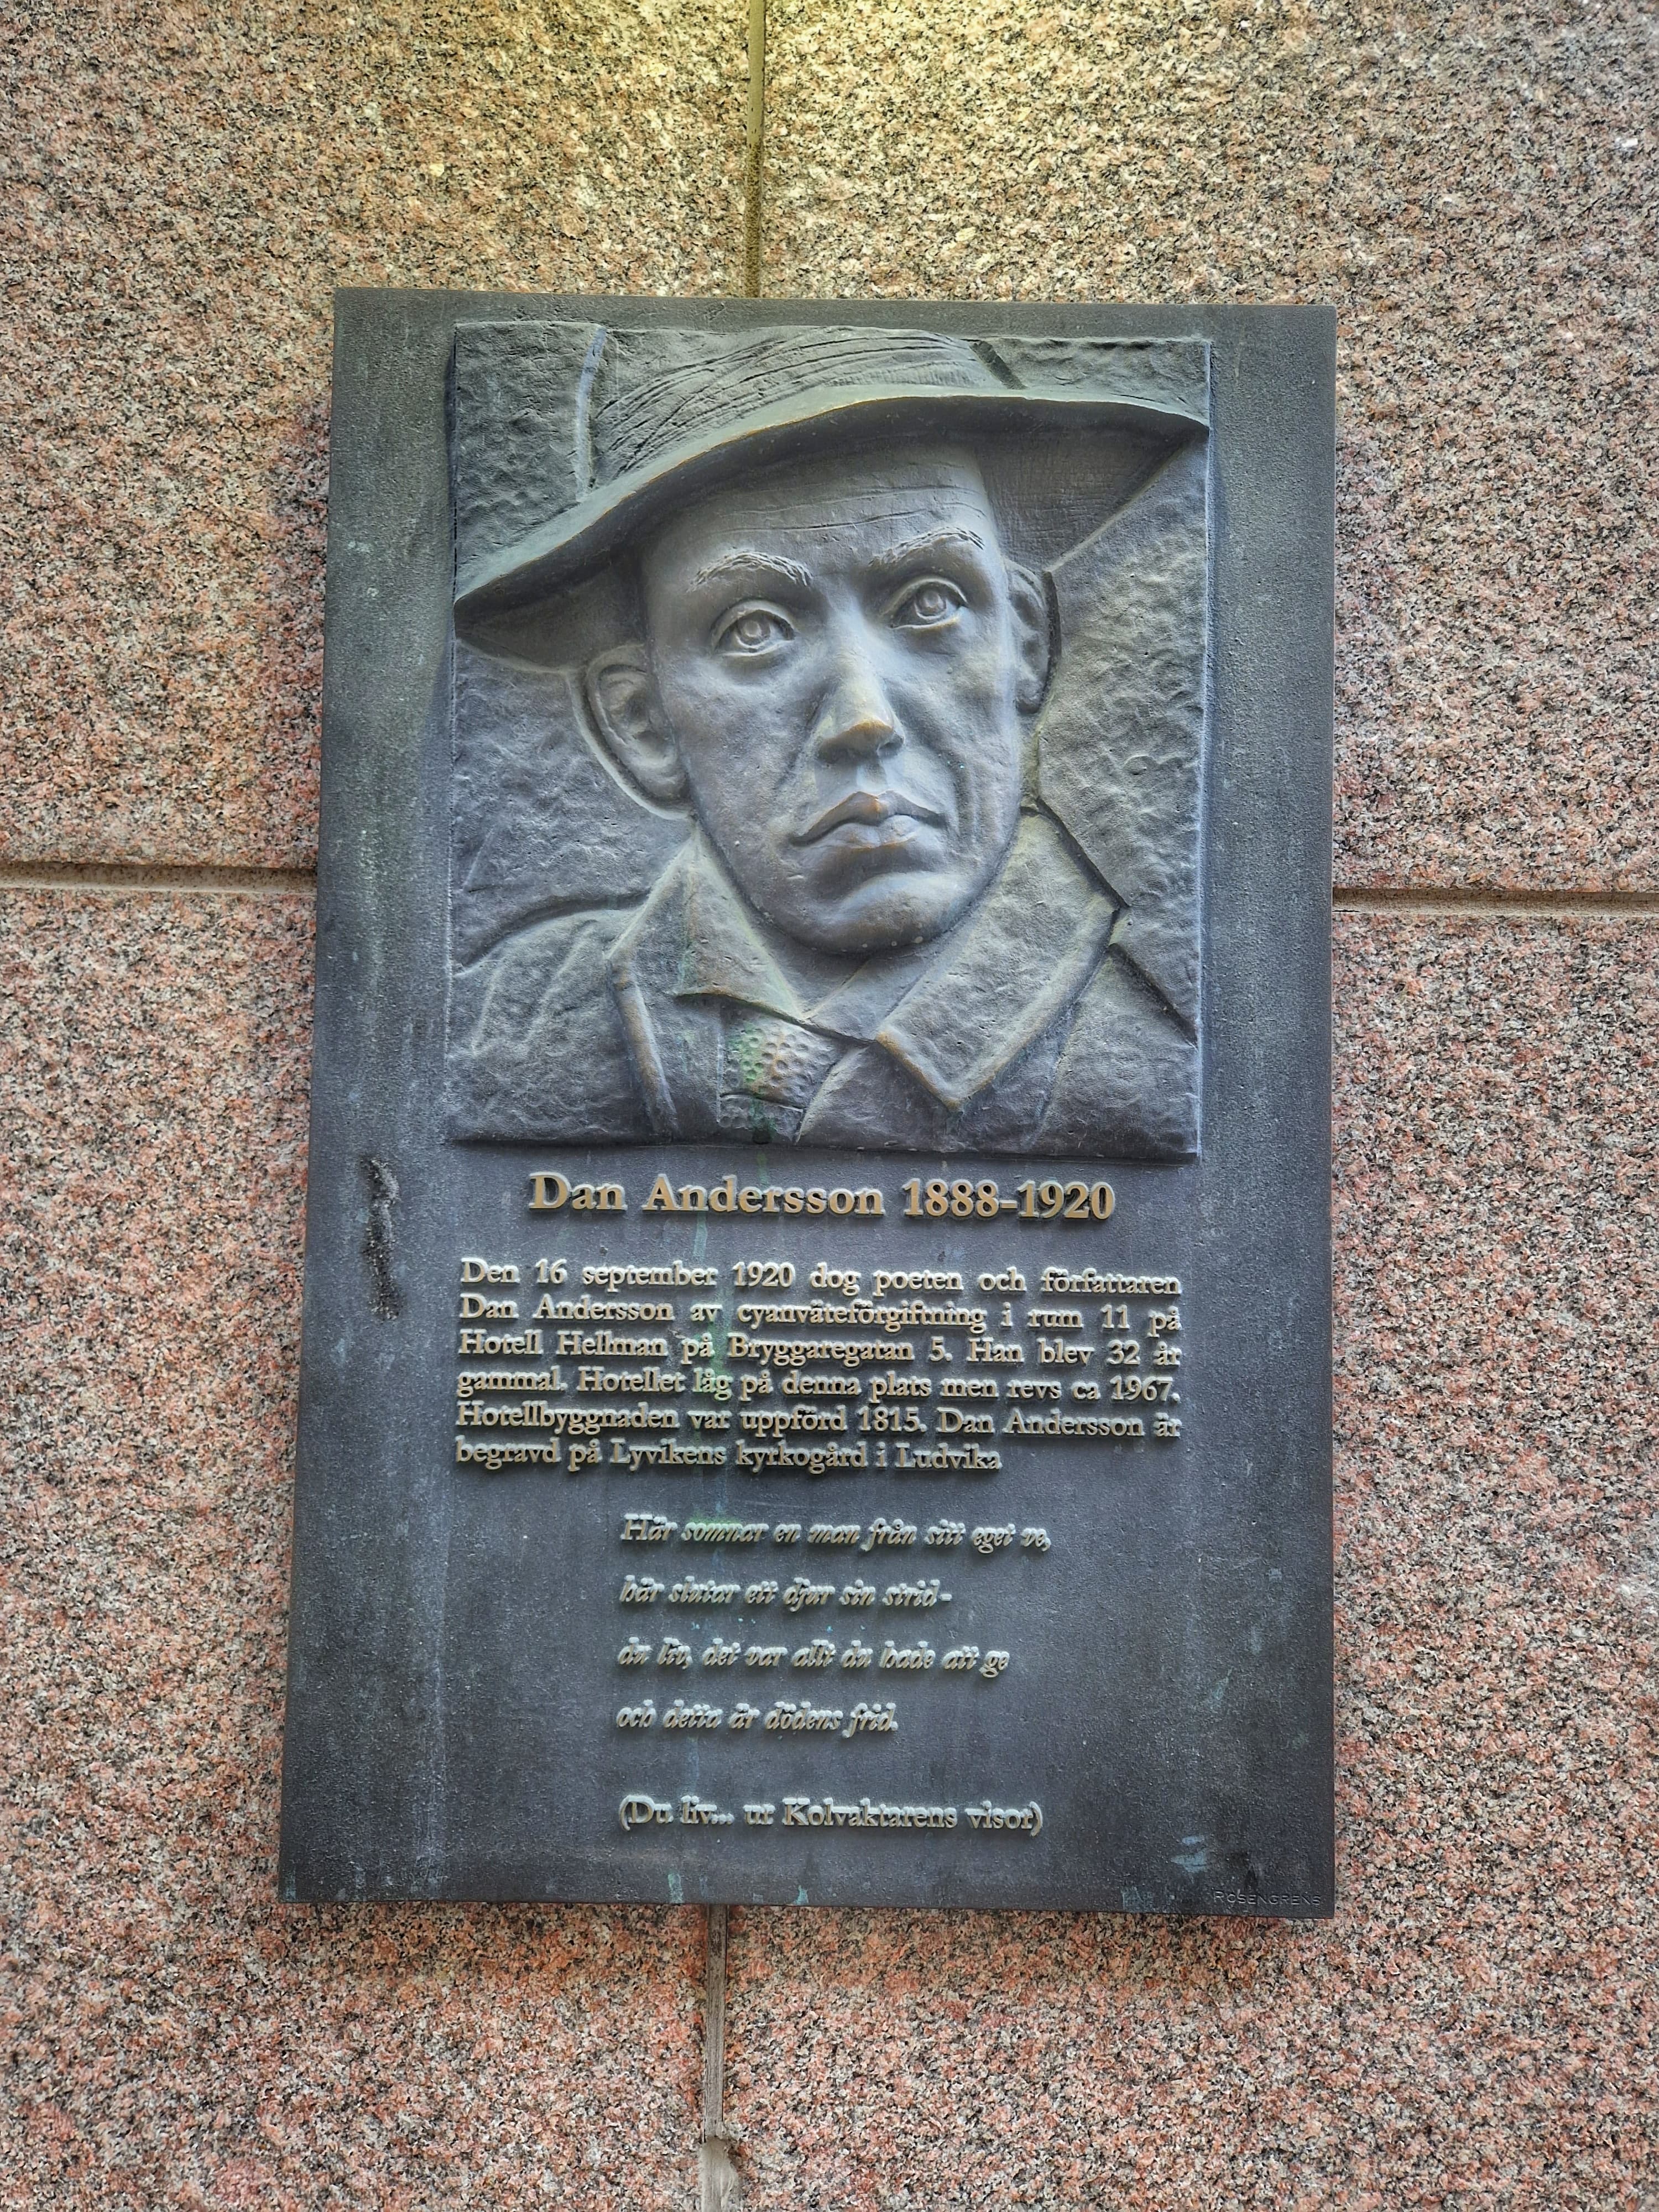 Dan Andersson 1888-1920
Den 16 september 1920 dog poeten och författaren
Dan Andersson av cyanväteförgiftning i rum 11 på
Hotell Hellman på Bryggaregatan 5. Han blev 32 år
gammal. Hotellet låg på denna plats men revs ca 1967.
Hotellbyggnaden var uppförd 1815. Dan Andersson är
begravd på Lyvikens kyrkogård i Ludvika
Här somnar en man från sitt eget ve,
här slutar ett djur sin strid-
du liv, det var allt du hade att ge
och detta är dödens frid.
(Du liv... ur Kolvaktarens visor)
ROSENGRENS